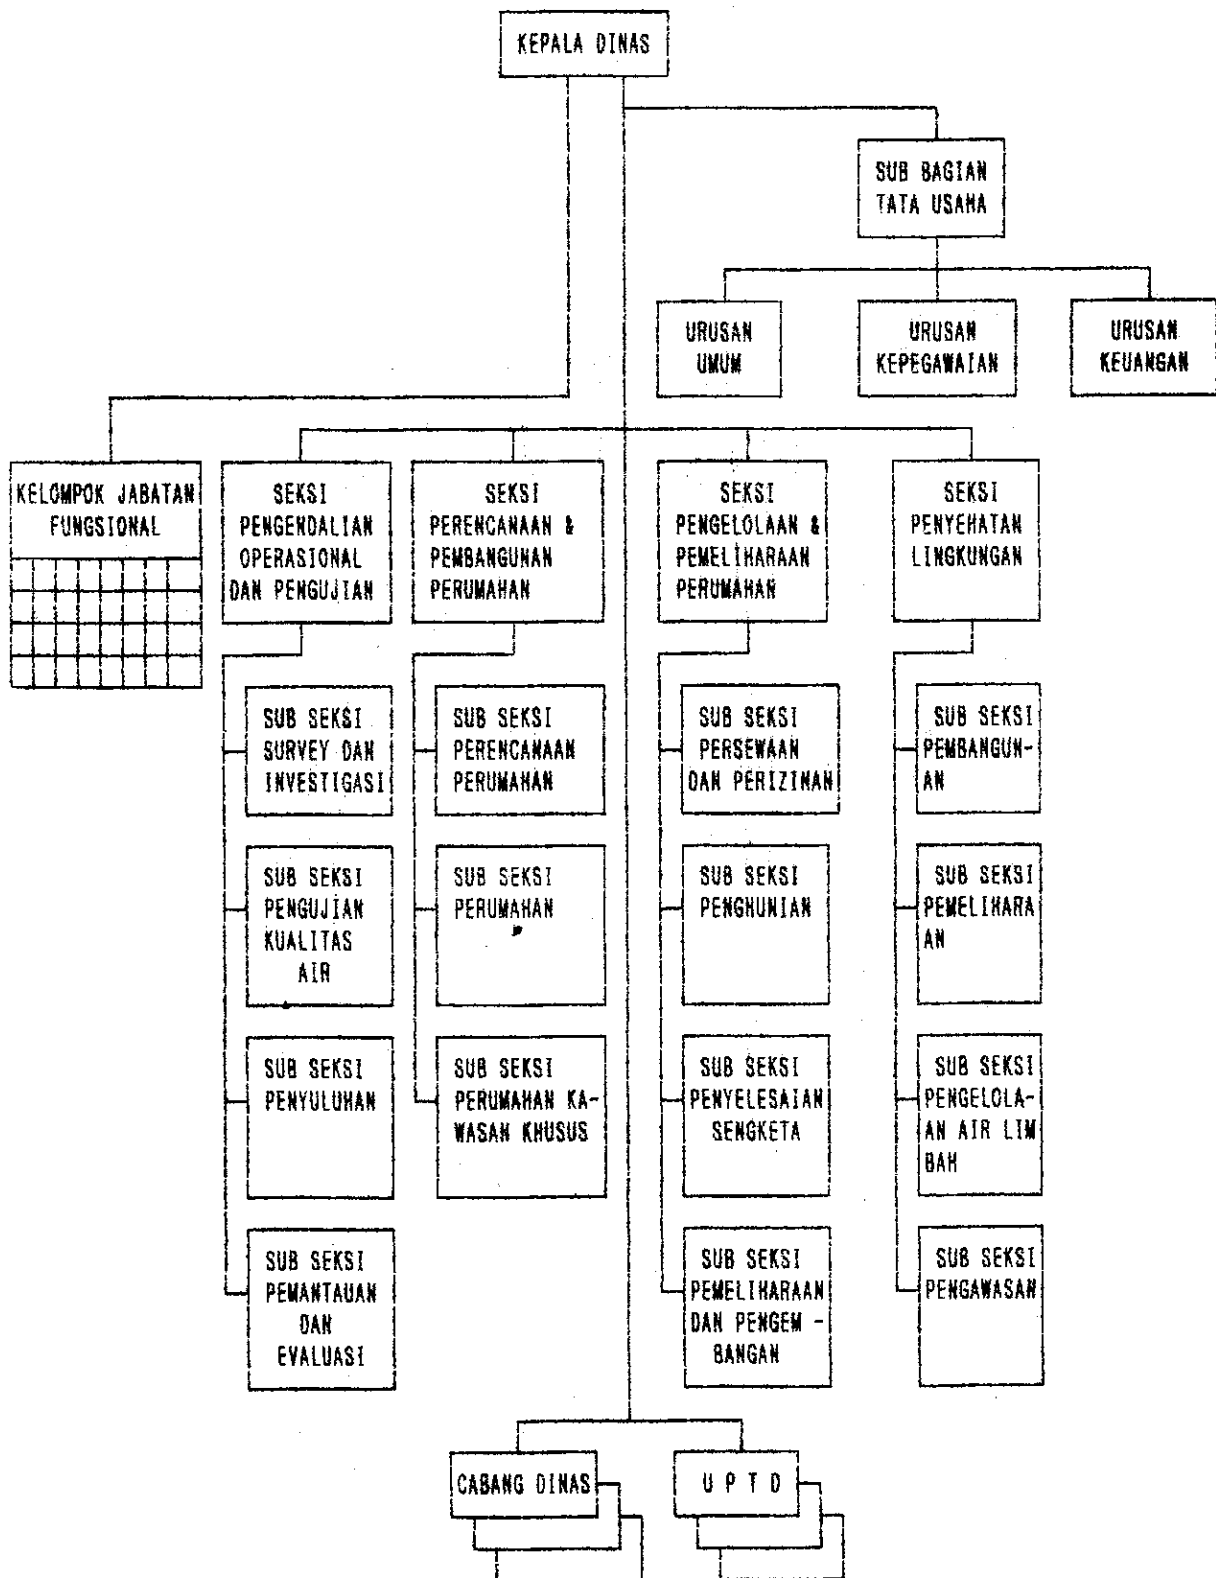 KEPALA DINAS
SUB BAGIAN
TATA USAHA
URUSAN
UMUM
URUSAN
KEPEGAWAIAN
URUSAN
KEUANGAN
KELOMPOK JABATAN
FUNGSIONAL
SEKSI
PENGENDALIAN
OPERASIONAL
DAN PENGUJIAN
SEKSI
PERENCANAAN &
PEMBANGUNAN
PERUMAHAN
SEKSI
PENGELOLAAN &
PEMELIHARAAN
PERUMAHAN
SEKSI
PENYEHATAN
LINGKUNGAN
SUB SEKSI
SURVEY DAN
INVESTIGASI
SUB SEKSI
PERENCANAAN
PERUMAHAN
SUB SEKSI
PERSEWAAN
DAN PERIZINAN
SUB SEKSI
PEMBANGUN-
AN
SUB SEKSI
PENGUJIAN
KUALITAS
AIR
SUB SEKSI
PERUMAHAN
SUB SEKSI
PENGHUNIAN
SUB SEKSI
PEMELIHARA
AN
SUB SEKSI
PENYULUHAN
SUB SEKSI
PERUMAHAN KA-
WASAN KHUSUS
SUB SEKSI
PENYELESAIAN
SENGKETA
SUB SEKSI
PENGELOLA-
AN AIR LIM
BAH
SUB SEKSI
PEMANTAUAN
DAN
EVALUASI
SUB SEKSI
PEMELIHARAAN
DAN PENGEM -
BANGAN
SUB SEKSI
PENGAWASAN
CABANG DINAS
U P T D